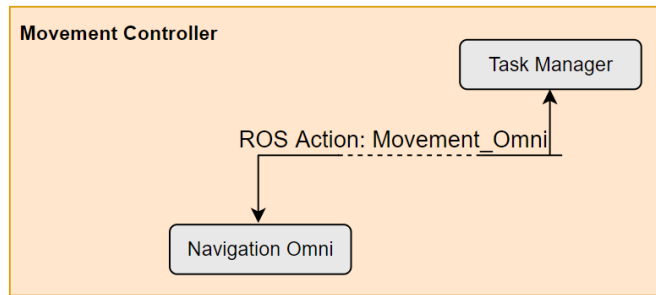 Movement Controller
Task Manager
ROS Action: Movement_Omni
Navigation Omni